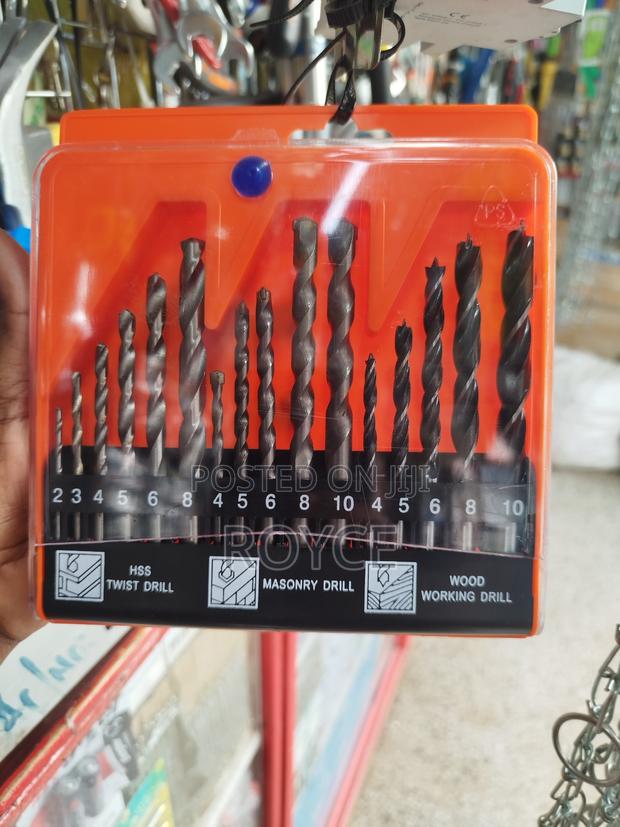 PS
POSTED ON JIJI
ROYCE
2 3 4 5 6 8 4 5 6 8 10 4 5 6 8 10
HSS
TWIST DRILL
MASONRY DRILL
WOOD
WORKING DRILL